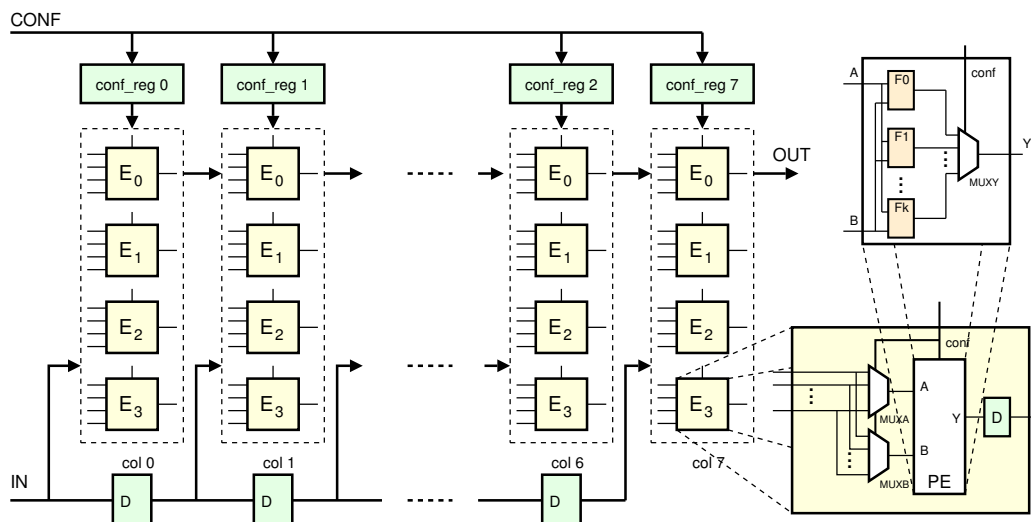 CONF
conf_reg 0 conf_reg 1 conf_reg 2 conf_reg 7
A F0 conf
F1 Y
MUXY
B Fk
E0 E0 E0 E0 OUT
E1 E1 E1 E1
E2 E2 E2 E2
E3 E3 E3 E3
conf
A
MUXA
Y D
B
MUXB PE
col 0 col 1 col 6 col 7
IN D D D